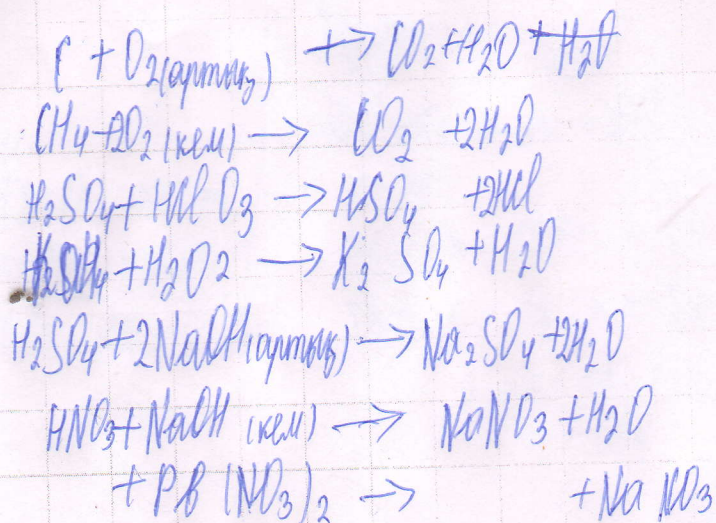 C + O₂(артық) +→ CO₂+H₂O + H₂O
CH₄+2O₂(кем) → CO₂ +2H₂O
H₂SO₄+HClO₃ → HSO₄ +2HCl
+H₂O₂ → K₂SO₄ +H₂O
H₂SO₄+2NaOH(артық) → Na₂SO₄+2H₂O
HNO₃+NaOH (кем) → NaNO₃+H₂O
+Pb(NO₃)₂ → +NaNO₃